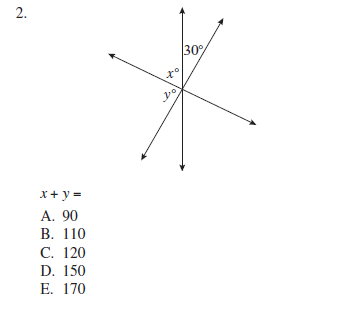 2.
30°
x°
y°
x + y =
A. 90
B. 110
C. 120
D. 150
E. 170